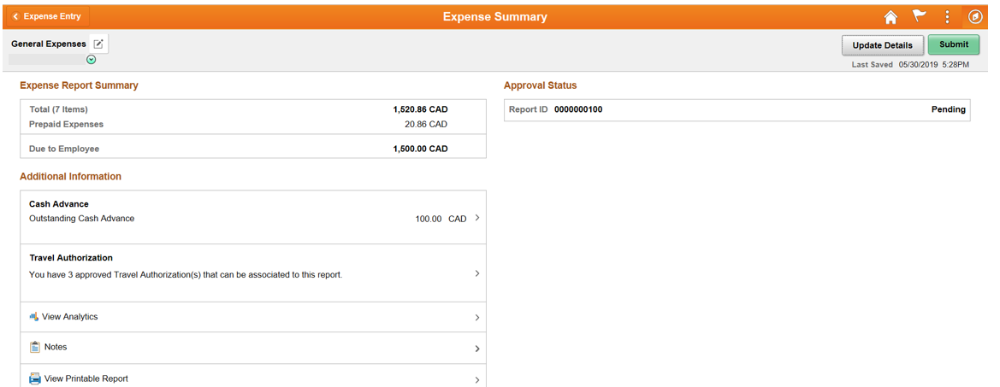 Expense Entry
Expense Summary
General Expenses
Update Details
Submit
Last Saved 05/30/2019 5:28PM
Expense Report Summary
Total (7 Items) 1,520.86 CAD
Prepaid Expenses 20.86 CAD
Due to Employee 1,500.00 CAD
Additional Information
Cash Advance
Outstanding Cash Advance 100.00 CAD
Travel Authorization
You have 3 approved Travel Authorization(s) that can be associated to this report.
View Analytics
Notes
View Printable Report
Approval Status
Report ID 0000000100 Pending